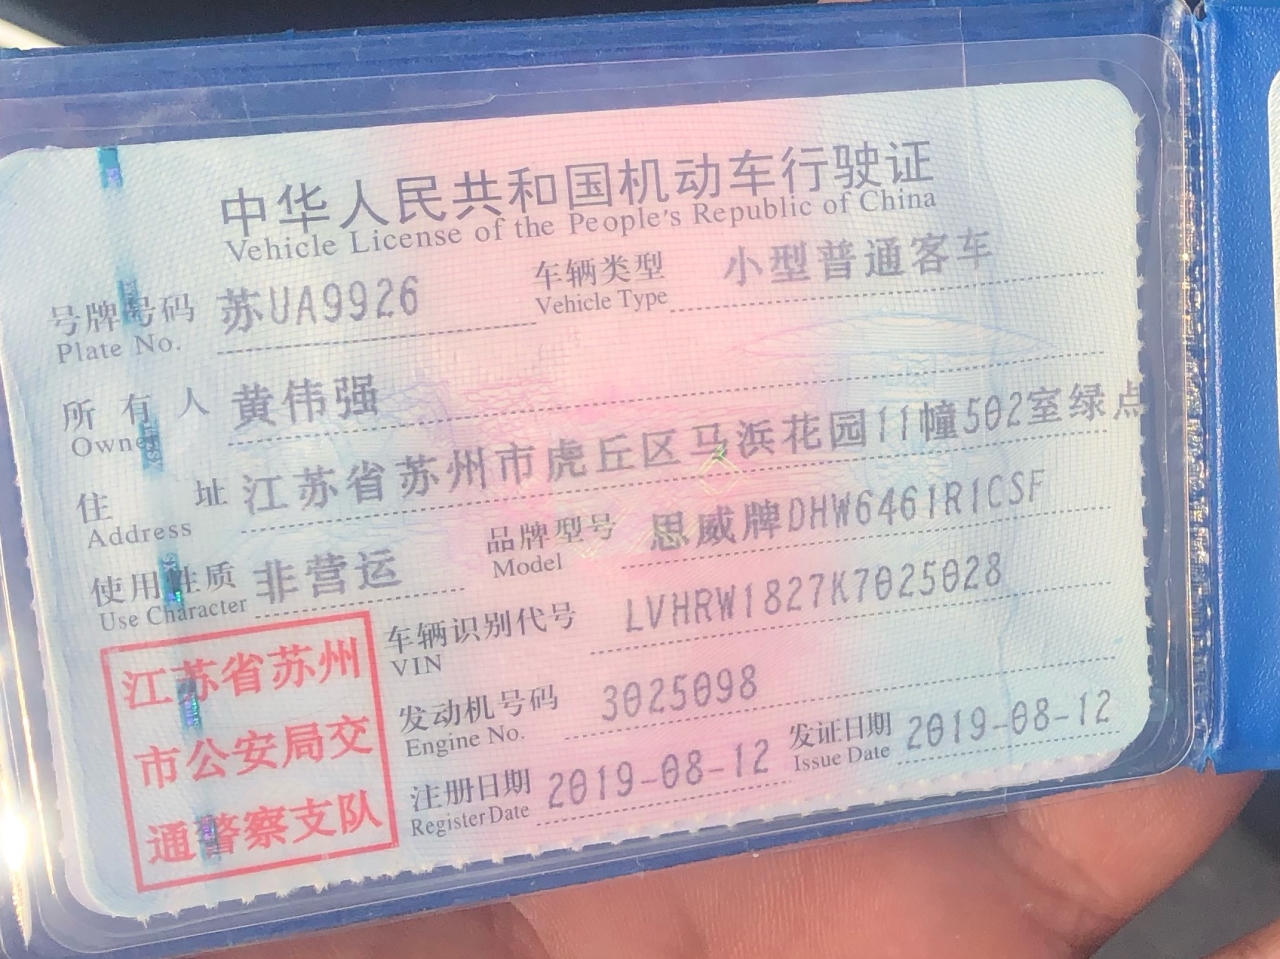 中华人民共和国机动车行驶证
Vehicle License of the People's Republic of China
号牌号码 苏UA9926 车辆类型 小型普通客车
Plate No. Vehicle Type
所有人 黄伟强
Owner
住址 江苏省苏州市虎丘区马浜花园11幢502室绿点
Address
使用性质 非营运 品牌型号 思威牌DHW6461R1CSF
Use Character Model
车辆识别代号 LVHRW1827K7025028
VIN
发动机号码 3025098
Engine No.
注册日期 2019-08-12 发证日期 2019-08-12
Register Date Issue Date
江苏省苏州
市公安局交
通警察支队